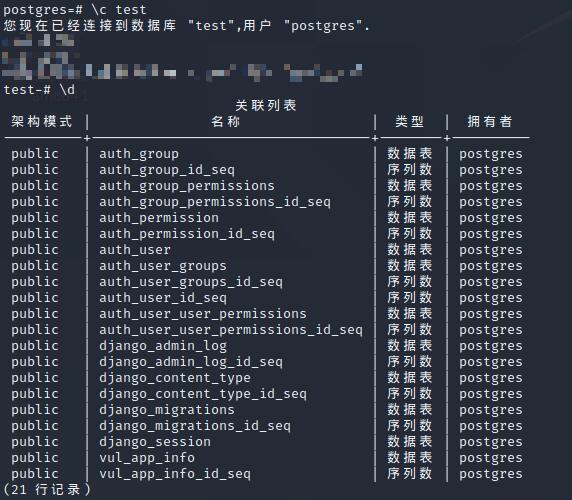 postgres=# \c test
您现在已经连接到数据库 "test",用户 "postgres".
test-# \d
关联列表
架构模式 | 名称 | 类型 | 拥有者
----------+----------------------------------+--------+----------
public | auth_group | 数据表 | postgres
public | auth_group_id_seq | 序列数 | postgres
public | auth_group_permissions | 数据表 | postgres
public | auth_group_permissions_id_seq | 序列数 | postgres
public | auth_permission | 数据表 | postgres
public | auth_permission_id_seq | 序列数 | postgres
public | auth_user | 数据表 | postgres
public | auth_user_groups | 数据表 | postgres
public | auth_user_groups_id_seq | 序列数 | postgres
public | auth_user_id_seq | 序列数 | postgres
public | auth_user_user_permissions | 数据表 | postgres
public | auth_user_user_permissions_id_seq | 序列数 | postgres
public | django_admin_log | 数据表 | postgres
public | django_admin_log_id_seq | 序列数 | postgres
public | django_content_type | 数据表 | postgres
public | django_content_type_id_seq | 序列数 | postgres
public | django_migrations | 数据表 | postgres
public | django_migrations_id_seq | 序列数 | postgres
public | django_session | 数据表 | postgres
public | vul_app_info | 数据表 | postgres
public | vul_app_info_id_seq | 序列数 | postgres
(21 行记录)